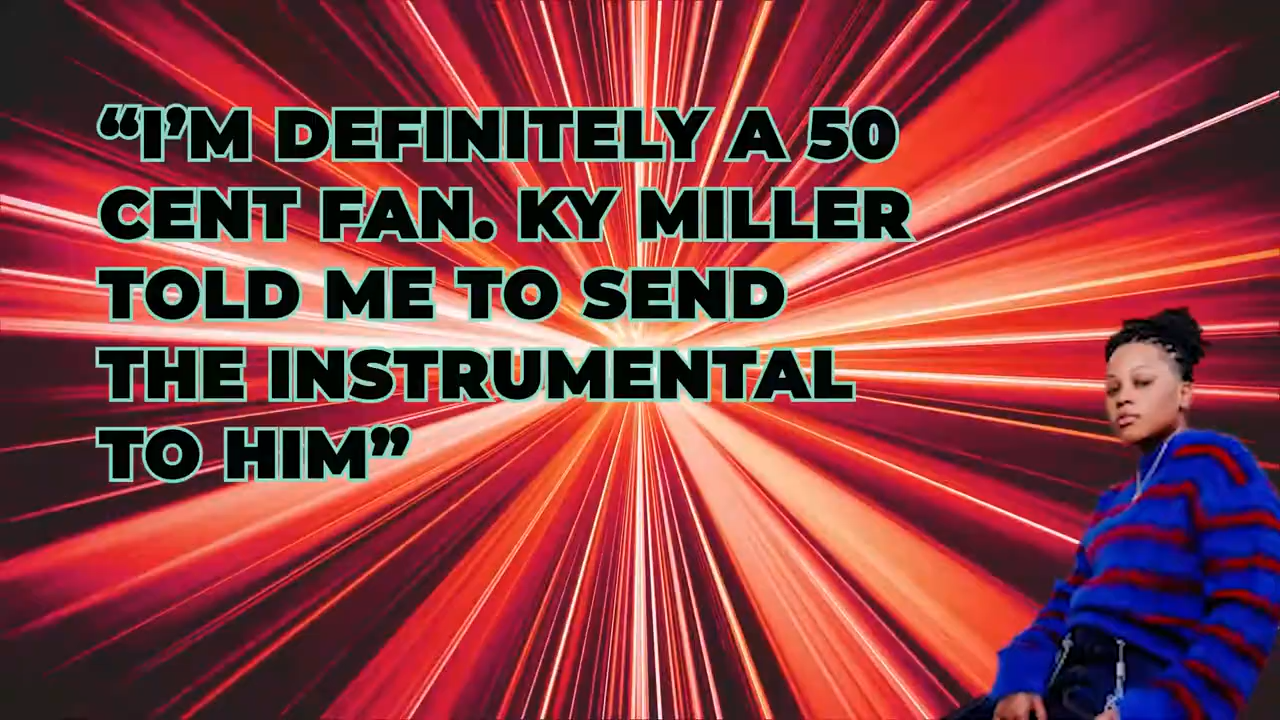 “I’M DEFINITELY A 50
CENT FAN. KY MILLER
TOLD ME TO SEND
THE INSTRUMENTAL
TO HIM”